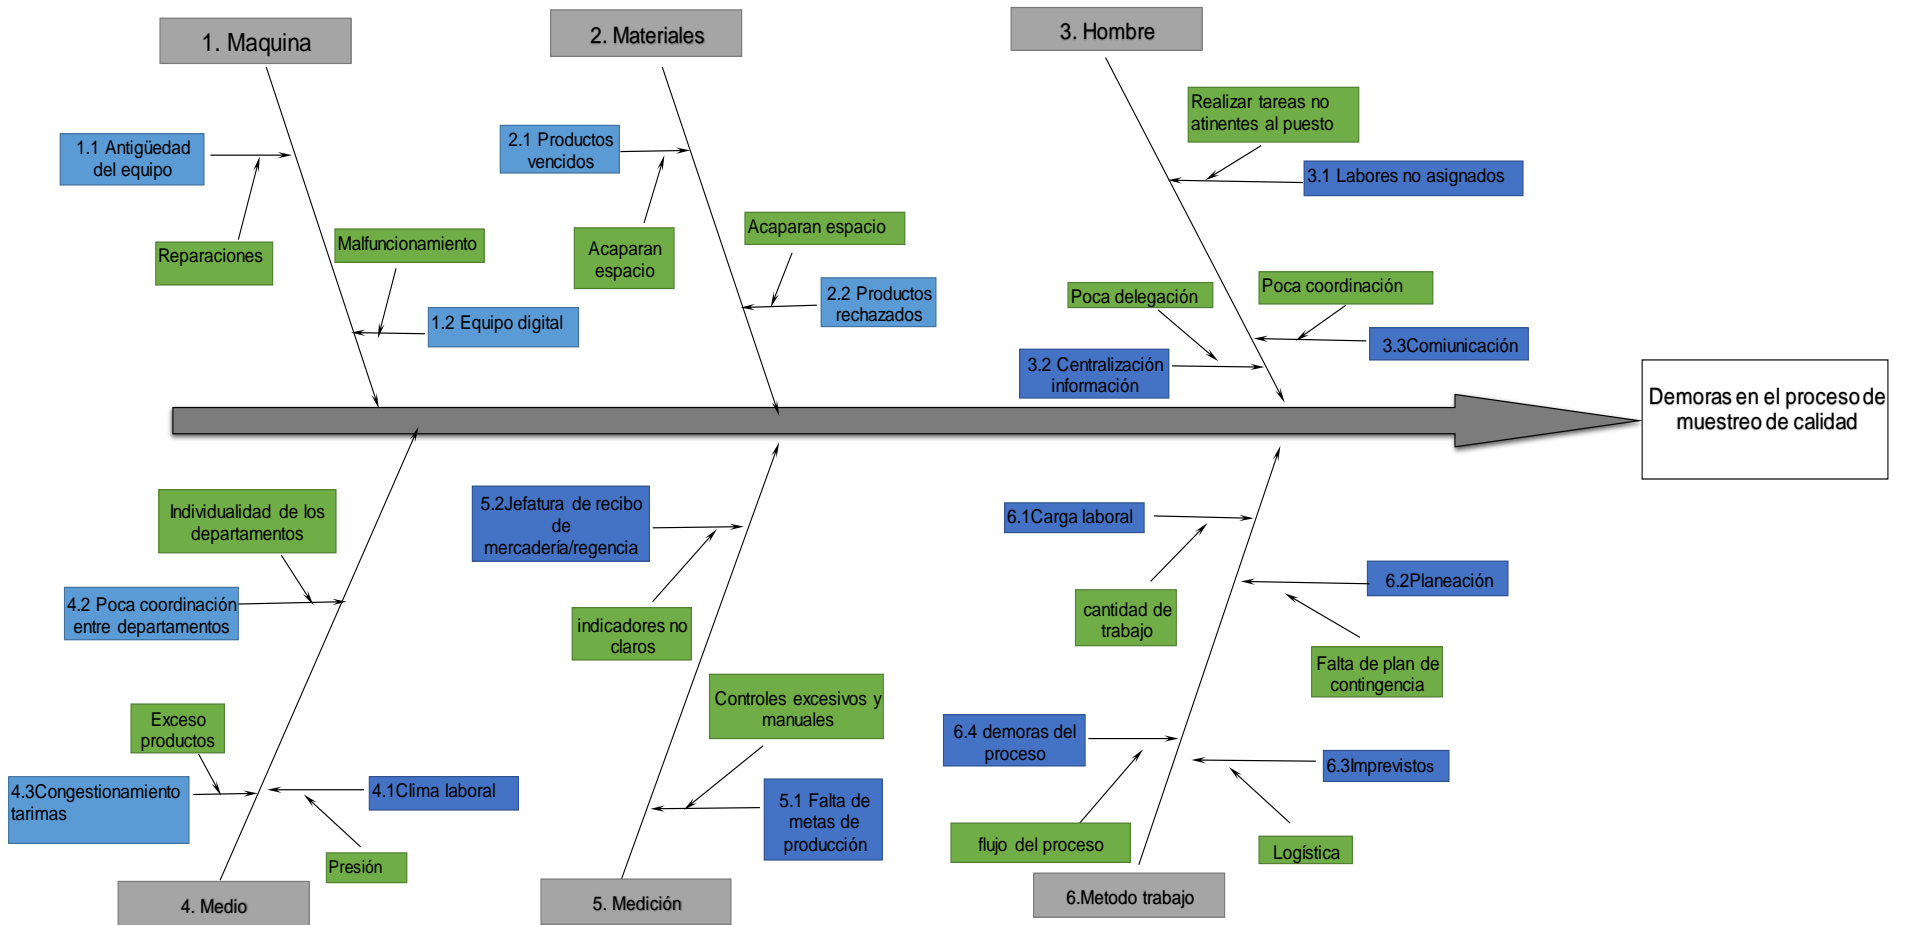 1. Maquina
2. Materiales
3. Hombre
Realizar tareas no
atinentes al puesto
1.1 Antigüedad
del equipo
2.1 Productos
vencidos
3.1 Labores no asignados
Reparaciones
Malfuncionamiento
Acaparan
espacio
Acaparan espacio
Poca delegación
Poca coordinación
1.2 Equipo digital
2.2 Productos
rechazados
3.2 Centralización
información
3.3Comiunicación
Demoras en el proceso de
muestreo de calidad
Individualidad de los
departamentos
5.2Jefatura de recibo
de
mercadería/regencia
6.1Carga laboral
6.2Planeación
4.2 Poca coordinación
entre departamentos
indicadores no
claros
cantidad de
trabajo
Falta de plan de
contingencia
Exceso
productos
Controles excesivos y
manuales
6.4 demoras del
proceso
6.3Imprevistos
4.3Congestionamiento
tarimas
4.1Clima laboral
5.1 Falta de
metas de
producción
Presión
flujo del proceso
Logística
4. Medio
5. Medición
6.Metodo trabajo